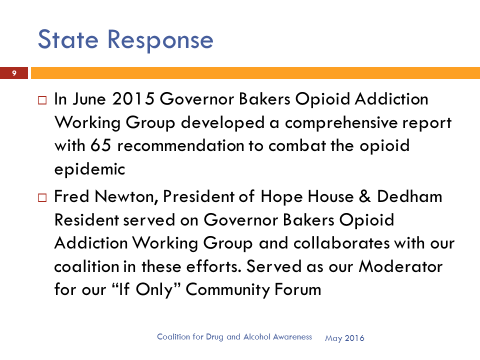 State Response
9
In June 2015 Governor Bakers Opioid Addiction
Working Group developed a comprehensive report
with 65 recommendation to combat the opioid
epidemic
Fred Newton, President of Hope House & Dedham
Resident served on Governor Bakers Opioid
Addiction Working Group and collaborates with our
coalition in these efforts. Served as our Moderator
for our “If Only” Community Forum
Coalition for Drug and Alcohol Awareness May 2016